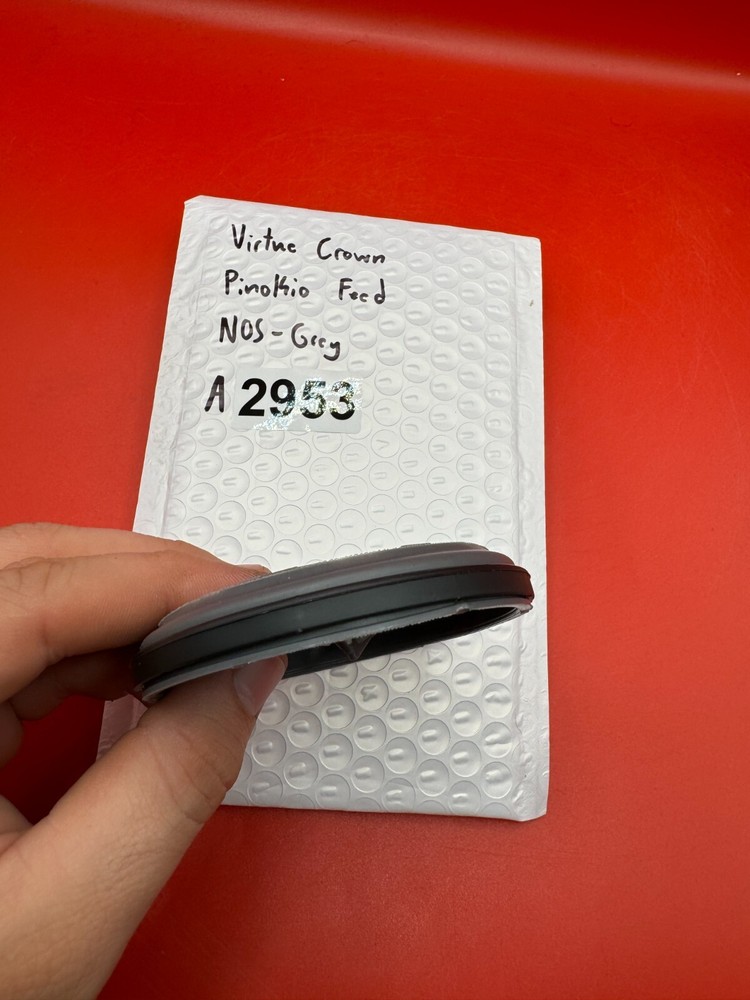 Virtue Crown
Pinokio Feed
NOS-Grey
A 2953